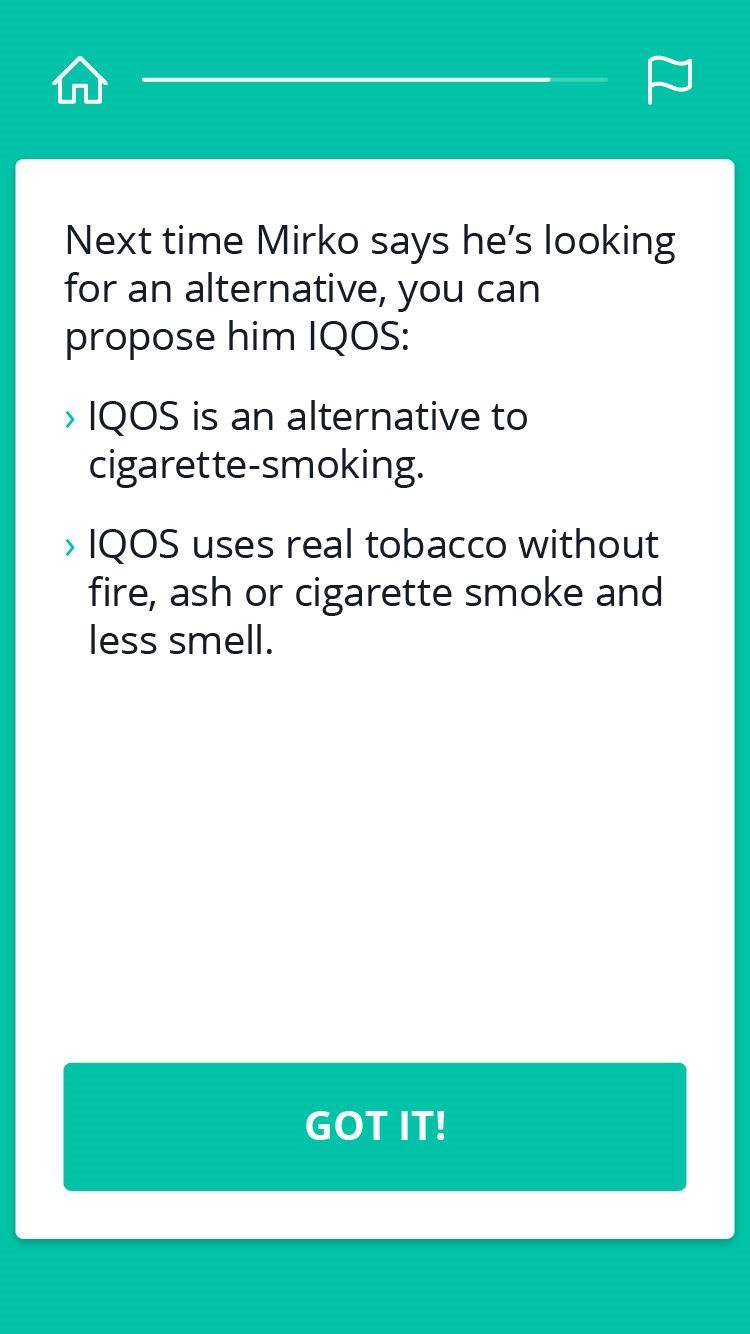 Next time Mirko says he’s looking
for an alternative, you can
propose him IQOS:
› IQOS is an alternative to
cigarette-smoking.
› IQOS uses real tobacco without
fire, ash or cigarette smoke and
less smell.
GOT IT!